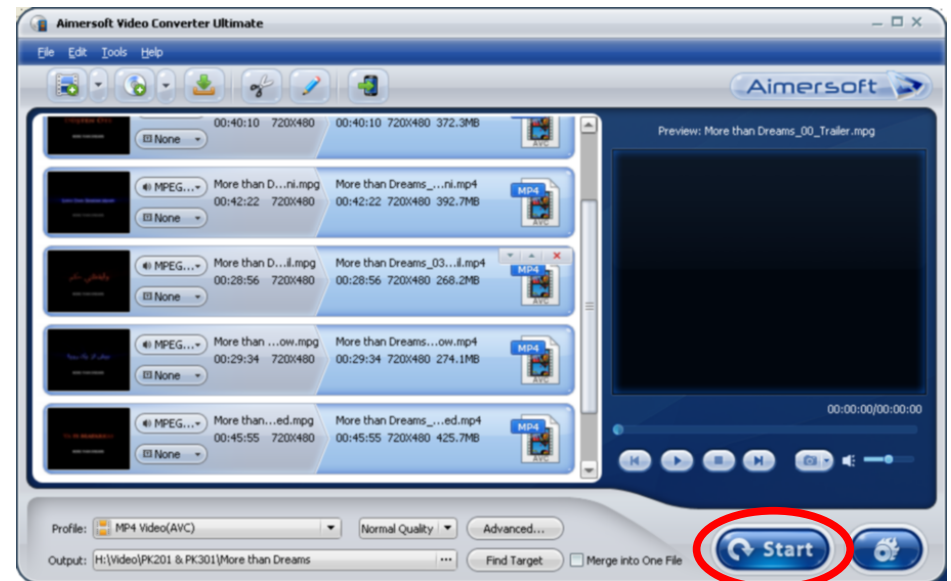 Aimersoft Video Converter Ultimate
File Edit Tools Help
Aimersoft
Preview: More than Dreams_00_Trailer.mpg
00:40:10 720X480 00:40:10 720X480 372.3MB
None
AVC
MPEG... More than D...ni.mpg More than Dreams_...ni.mp4
00:42:22 720X480 00:42:22 720X480 392.7MB
MP4
None
AVC
MPEG... More than D...il.mpg More than Dreams_03...il.mp4
00:28:56 720X480 00:28:56 720X480 268.2MB
MP4
None
AVC
MPEG... More than ...ow.mpg More than Dreams...ow.mp4
00:29:34 720X480 00:29:34 720X480 274.1MB
MP4
None
AVC
MPEG... More than...ed.mpg More than Dreams_...ed.mp4
00:45:55 720X480 00:45:55 720X480 425.7MB
MP4
None
AVC
00:00:00/00:00:00
Profile: MP4 Video(AVC) Normal Quality Advanced...
Output: H:\Video\PK201 & PK301\More than Dreams ... Find Target Merge into One File
Start